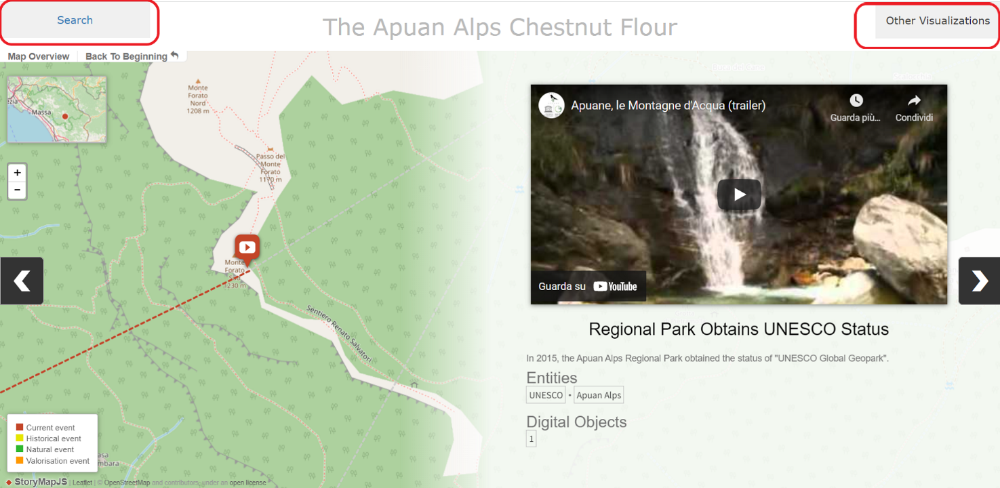 Search
The Apuan Alps Chestnut Flour
Other Visualizations
Map Overview
Back To Beginning
Massa
Monte
Forato
Nord
1208 m
Passo del
Monte
Forato
1170 m
Monte
Forato
230 m
Sentiero Renato Salvatori
+
−
Current event
Historical event
Natural event
Valorisation event
StoryMapJS | Leaflet | © OpenStreetMap and contributors, under an open license
Apuane, le Montagne d'Acqua (trailer)
Guarda più...
Condividi
Guarda su YouTube
Regional Park Obtains UNESCO Status
In 2015, the Apuan Alps Regional Park obtained the status of "UNESCO Global Geopark".
Entities
UNESCO • Apuan Alps
Digital Objects
1